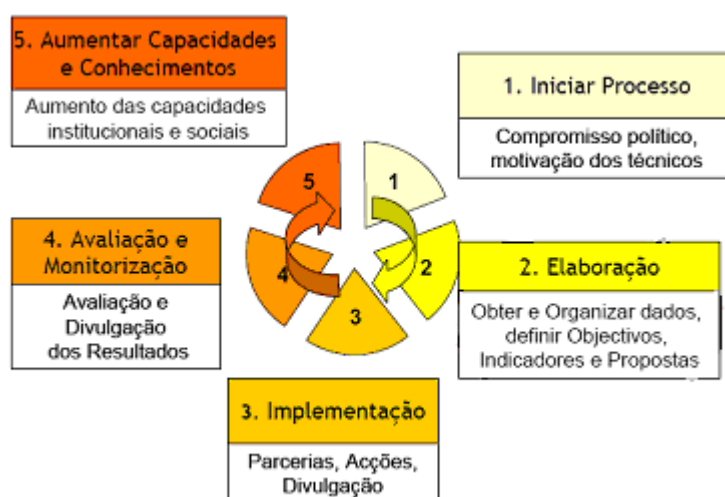 5. Aumentar Capacidades
e Conhecimentos
Aumento das capacidades
institucionais e sociais
1. Iniciar Processo
Compromisso político,
motivação dos técnicos
5
1
4
2
3
4. Avaliação e
Monitorização
Avaliação e
Divulgação
dos Resultados
2. Elaboração
Obter e Organizar dados,
definir Objectivos,
Indicadores e Propostas
3. Implementação
Parcerias, Acções,
Divulgação